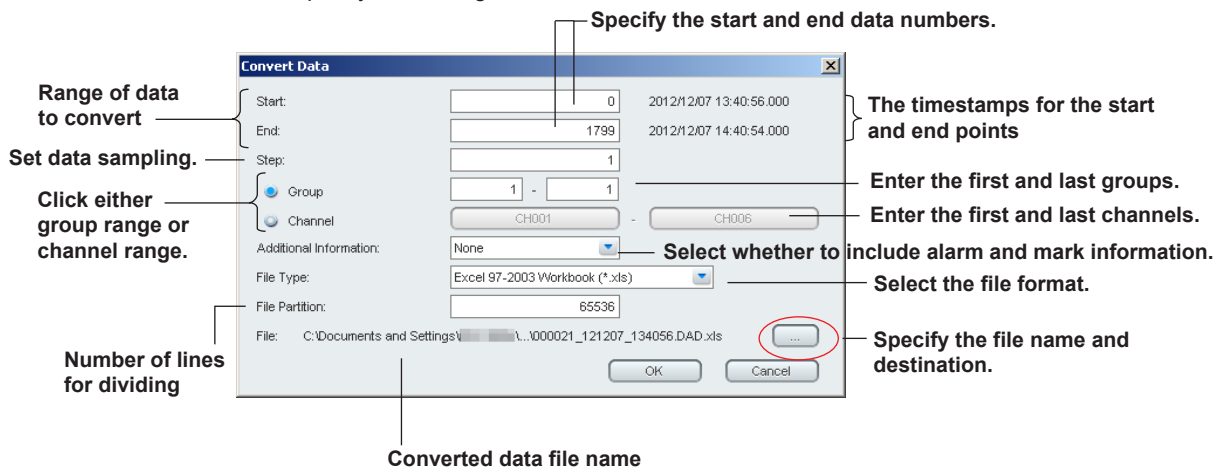 Specify the start and end data numbers.
Convert Data
Range of data
to convert
Start:
0
2012/12/07 13:40:56.000
The timestamps for the start
and end points
End:
1799
2012/12/07 14:40:54.000
Set data sampling.
Step:
1
Click either
group range or
channel range.
Group
1 - 1
Enter the first and last groups.
Channel
CH001 - CH006
Enter the first and last channels.
Additional Information:
None
Select whether to include alarm and mark information.
File Type:
Excel 97-2003 Workbook (*.xls)
Select the file format.
File Partition:
65536
File: C:\Documents and Settings\ \...\000021_121207_134056.DAD.xls
...
Specify the file name and
destination.
Number of lines
for dividing
OK
Cancel
Converted data file name